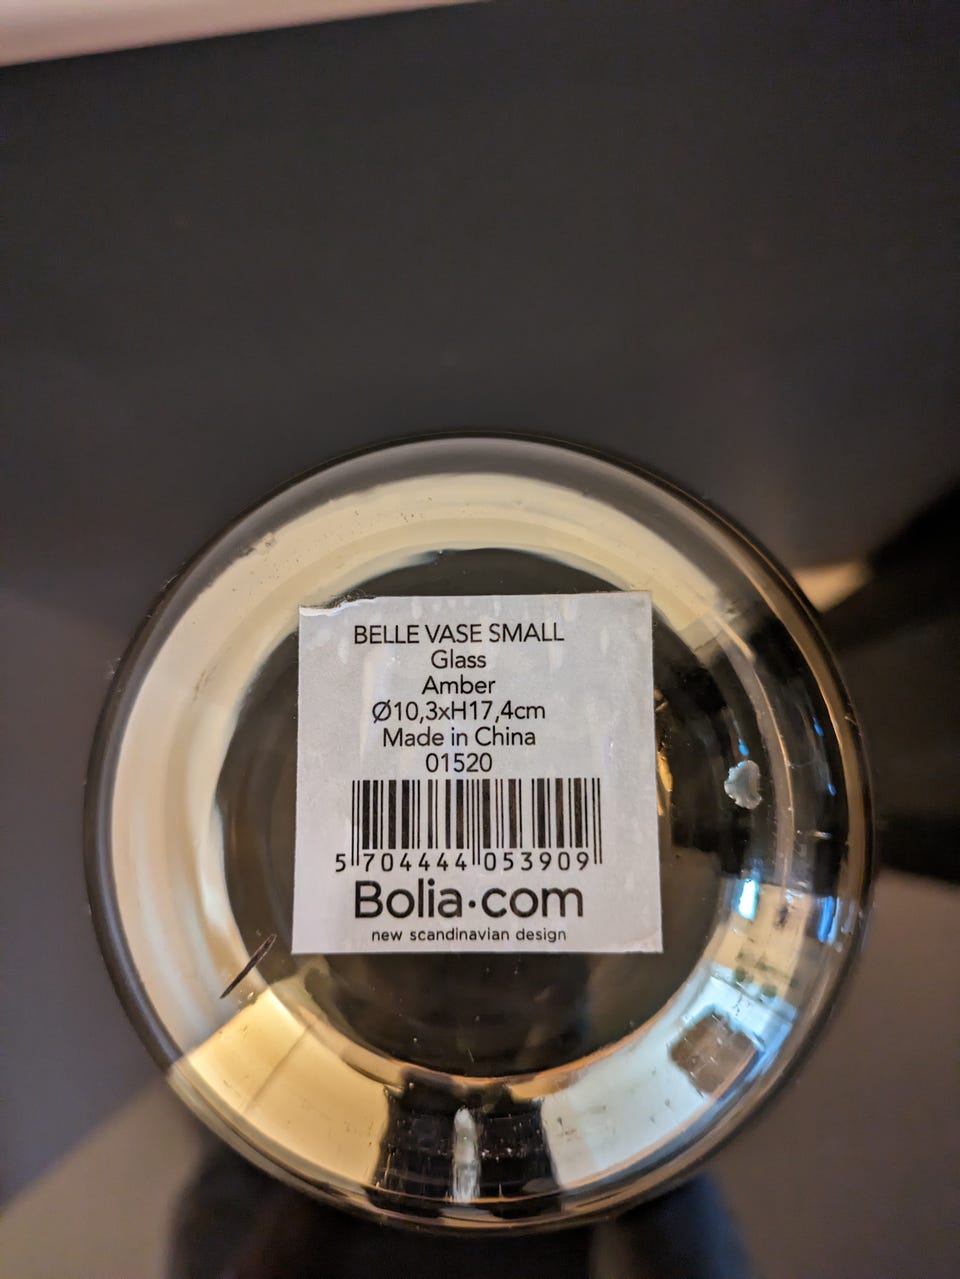 BELLE VASE SMALL
Glass
Amber
Ø10,3xH17,4cm
Made in China
01520
5 704444 053909
Bolia.com
new scandinavian design